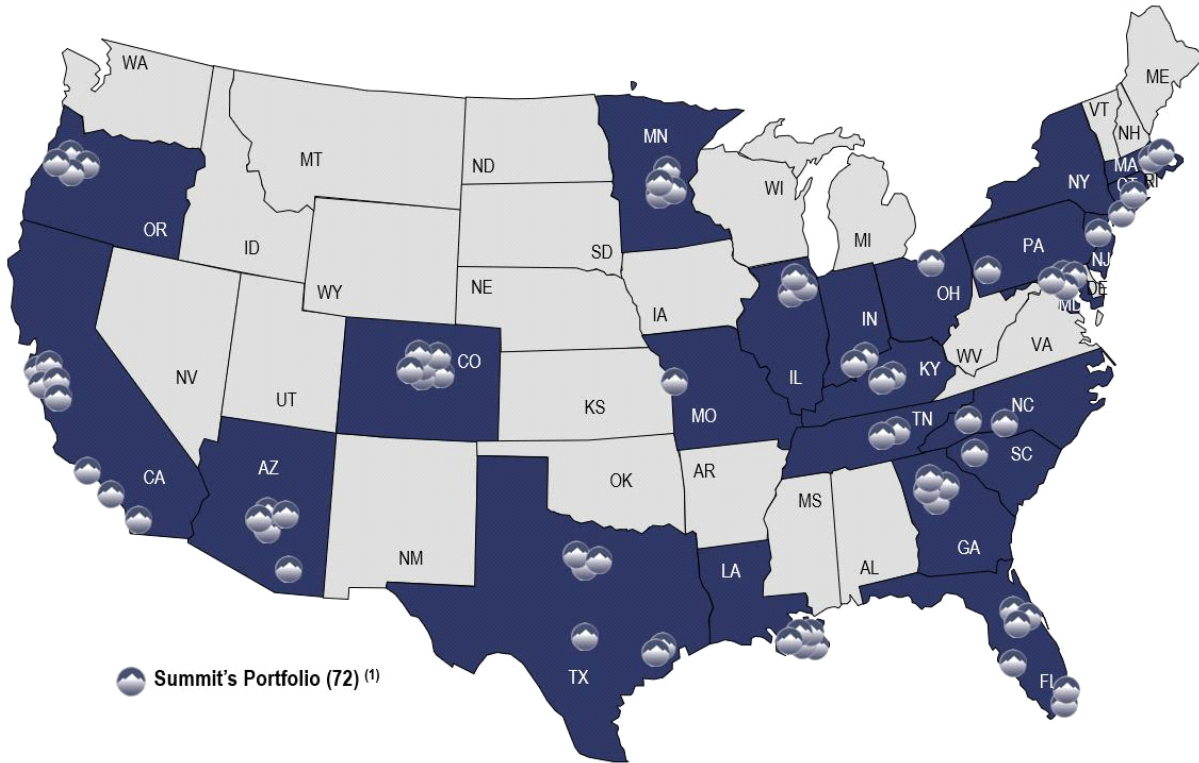 WA
ME
VT
NH
MT
ND
MN
MA
WI
NY
CT
RI
OR
ID
SD
MI
PA
WY
NE
IA
OH
NJ
DE
MD
IN
WV
VA
NV
UT
CO
KS
MO
IL
KY
NC
TN
CA
AZ
OK
AR
SC
NM
MS
AL
GA
LA
TX
FL
Summit's Portfolio (72) (1)